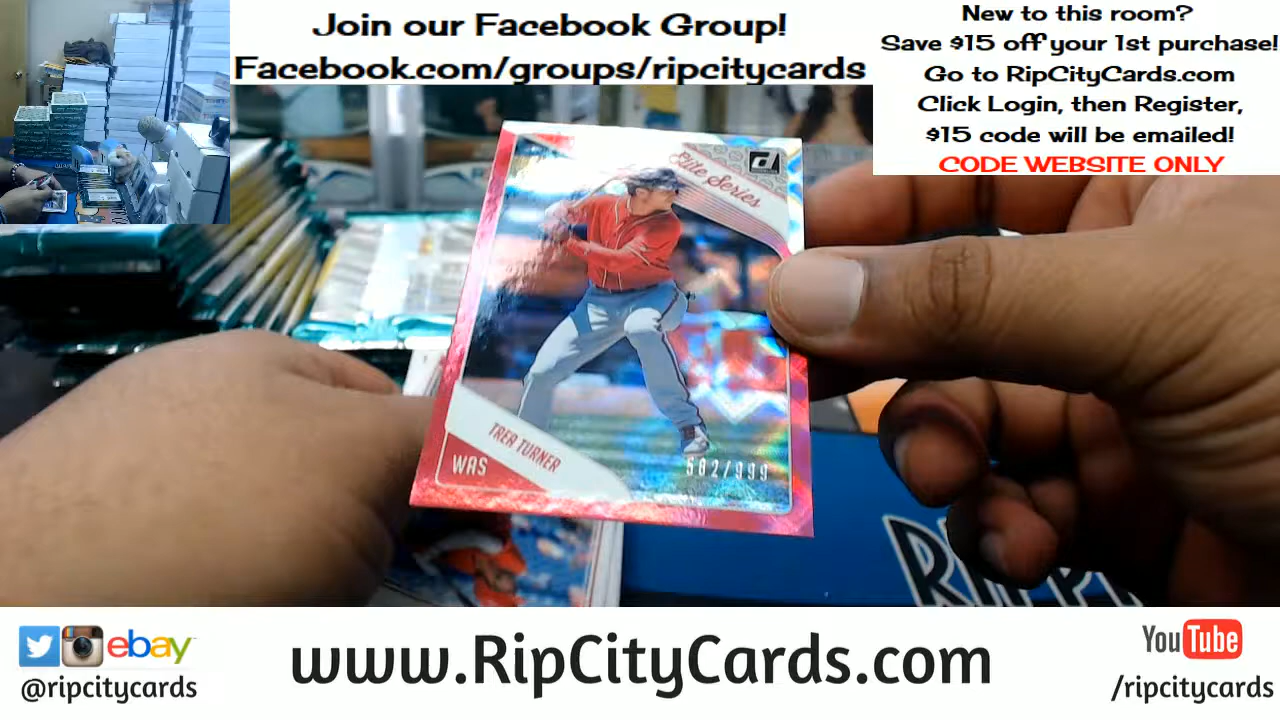 Join our Facebook Group!
Facebook.com/groups/ripcitycards
New to this room?
Save $15 off your 1st purchase!
Go to RipCityCards.com
Click Login, then Register,
$15 code will be emailed!
CODE WEBSITE ONLY
Elite Series
TREA TURNER
WAS
582/999
RIPPI
ebay
@ripcitycards
www.RipCityCards.com
YouTube
/ripcitycards